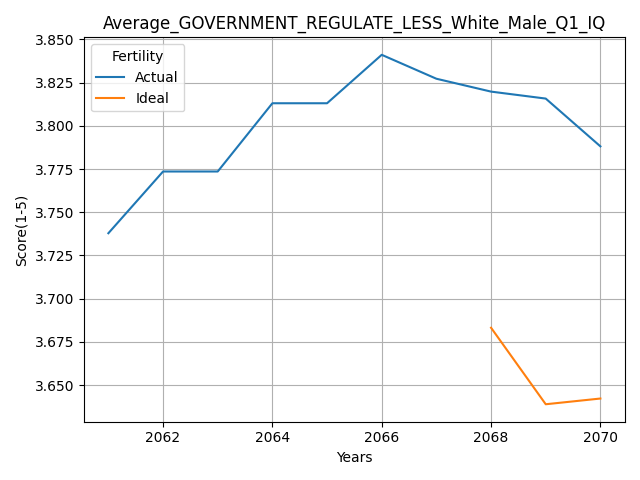 Average_GOVERNMENT_REGULATE_LESS_White_Male_Q1_IQ
Fertility
Actual
Ideal
3.850
3.825
3.800
3.775
3.750
3.725
3.700
3.675
3.650
Score(1-5)
2062
2064
2066
2068
2070
Years